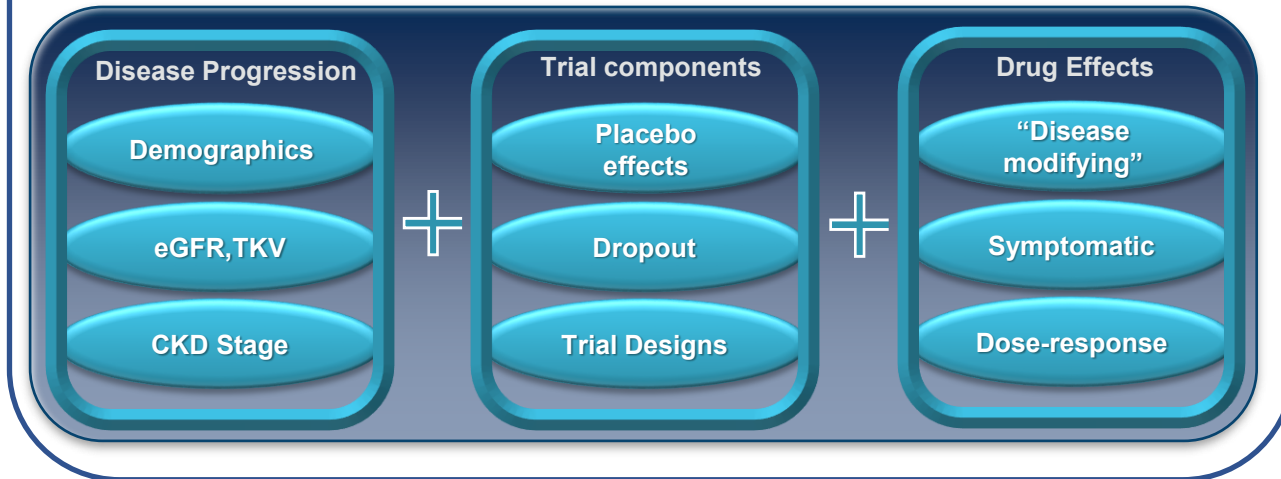 Disease Progression
Demographics
eGFR,TKV
CKD Stage
Trial components
Placebo
effects
Dropout
Trial Designs
Drug Effects
“Disease
modifying”
Symptomatic
Dose-response